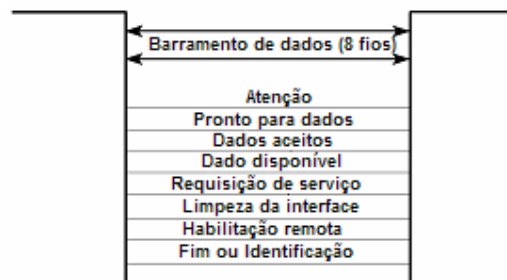 Barramento de dados (8 fios)
Atenção
Pronto para dados
Dados aceitos
Dado disponível
Requisição de serviço
Limpeza da interface
Habilitação remota
Fim ou Identificação